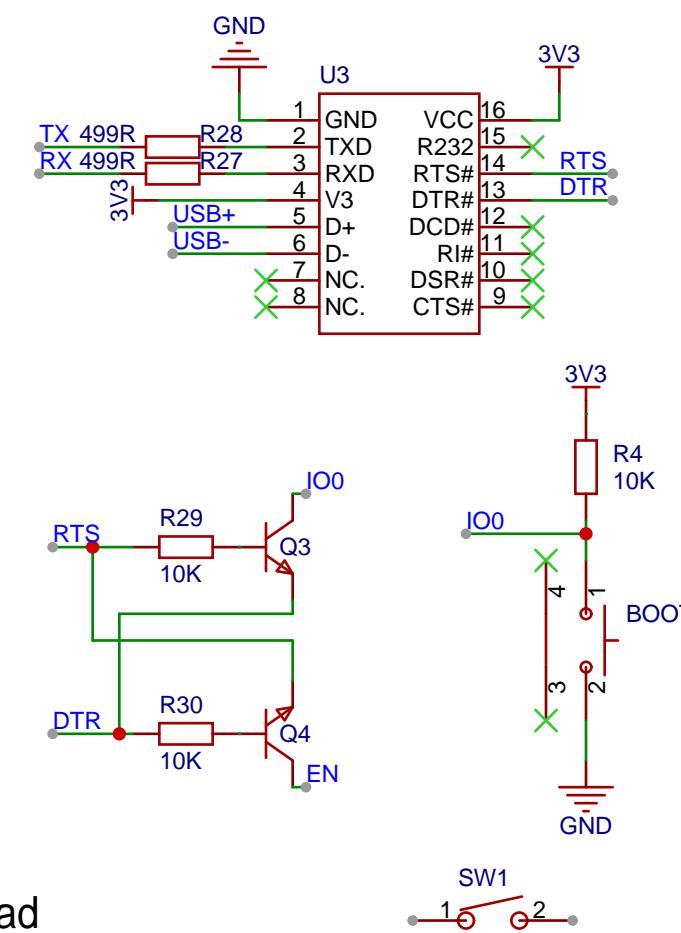 GND
3V3
U3
1 GND VCC 16
TX 499R R28 2 TXD R232 15
RX 499R R27 3 RXD RTS# 14 RTS
3V3 4 V3 DTR# 13 DTR
USB+ 5 D+ DCD# 12
USB- 6 D- RI# 11
7 NC. DSR# 10
8 NC. CTS# 9
3V3
R4
10K
IO0
IO0
RTS R29
10K
Q3
4 1
BOOT
3 2
DTR R30
10K
Q4
EN
GND
SW1
1 2
ad